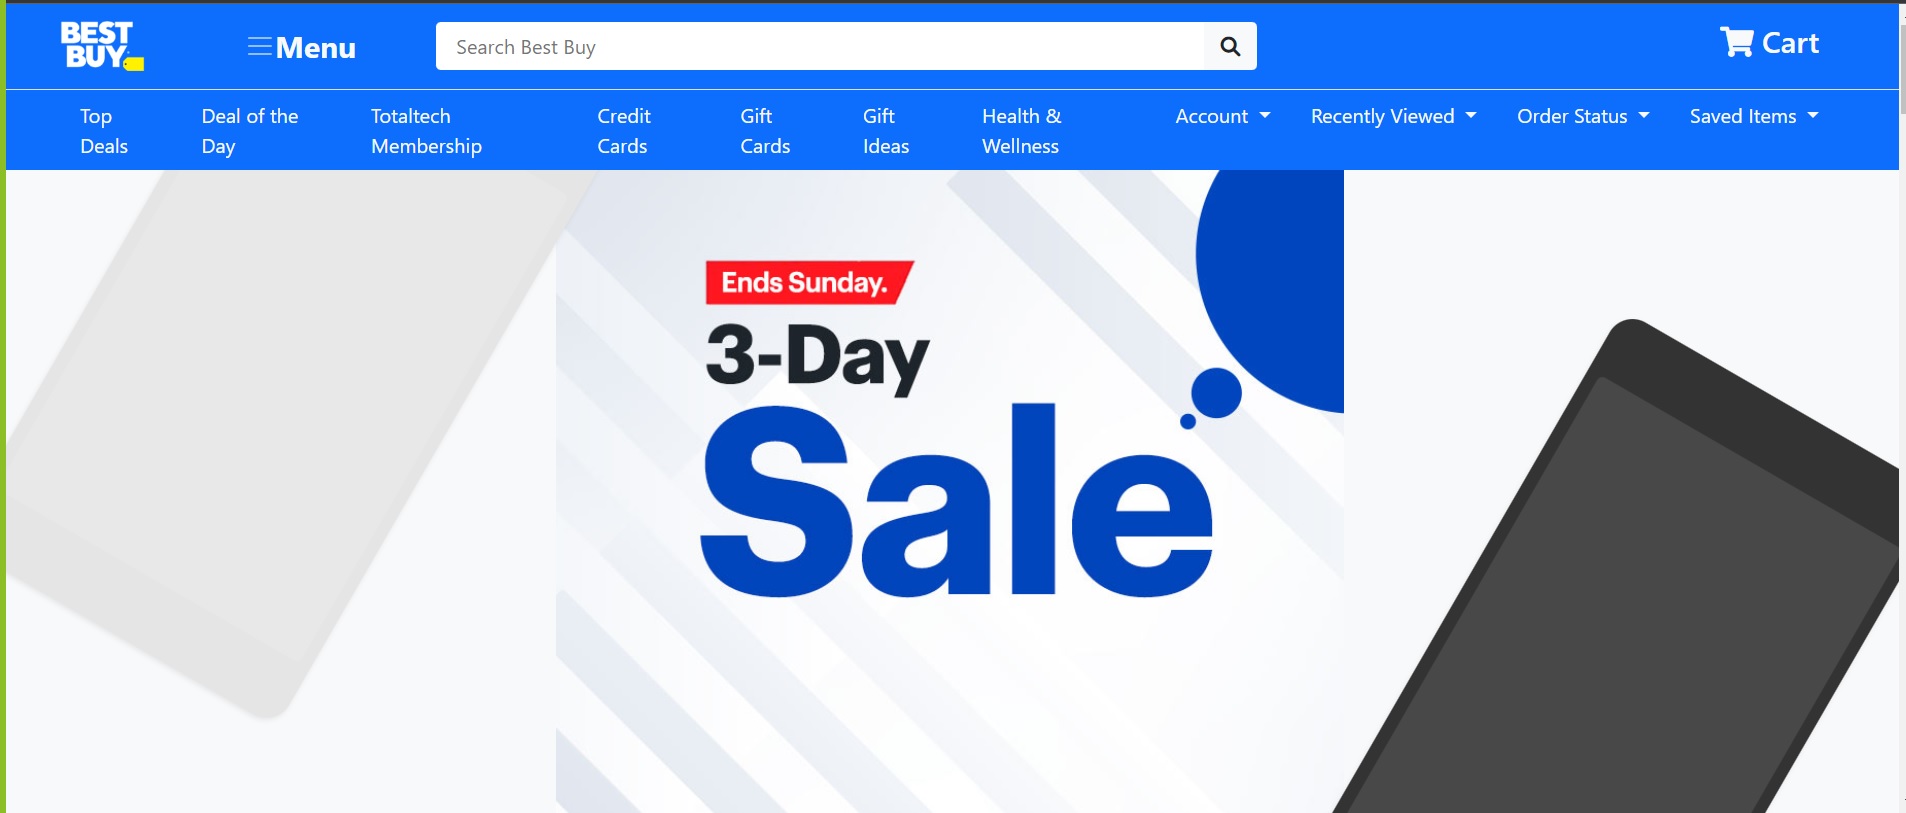 BEST
BUY
Menu
Search Best Buy
Cart
Top
Deals
Deal of the
Day
Totaltech
Membership
Credit
Cards
Gift
Cards
Gift
Ideas
Health &
Wellness
Account
Recently Viewed
Order Status
Saved Items
Ends Sunday.
3-Day
Sale